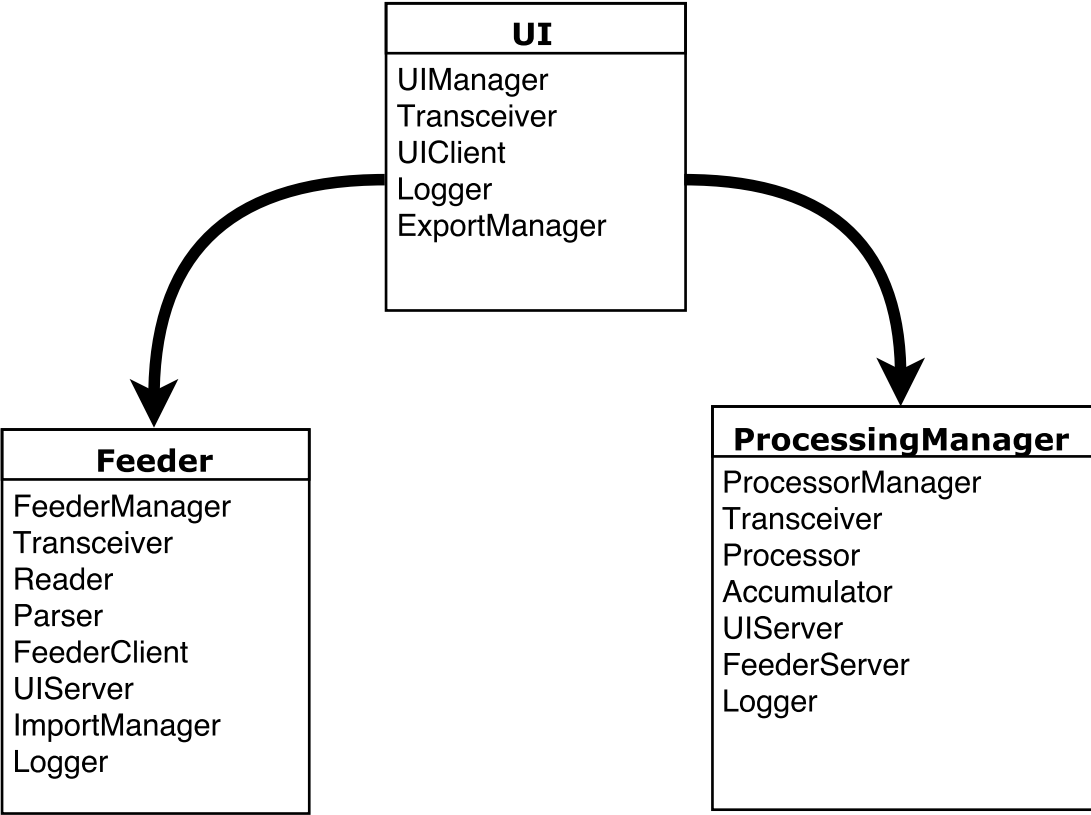 UI
UIManager
Transceiver
UIClient
Logger
ExportManager
Feeder
FeederManager
Transceiver
Reader
Parser
FeederClient
UIServer
ImportManager
Logger
ProcessingManager
ProcessorManager
Transceiver
Processor
Accumulator
UIServer
FeederServer
Logger